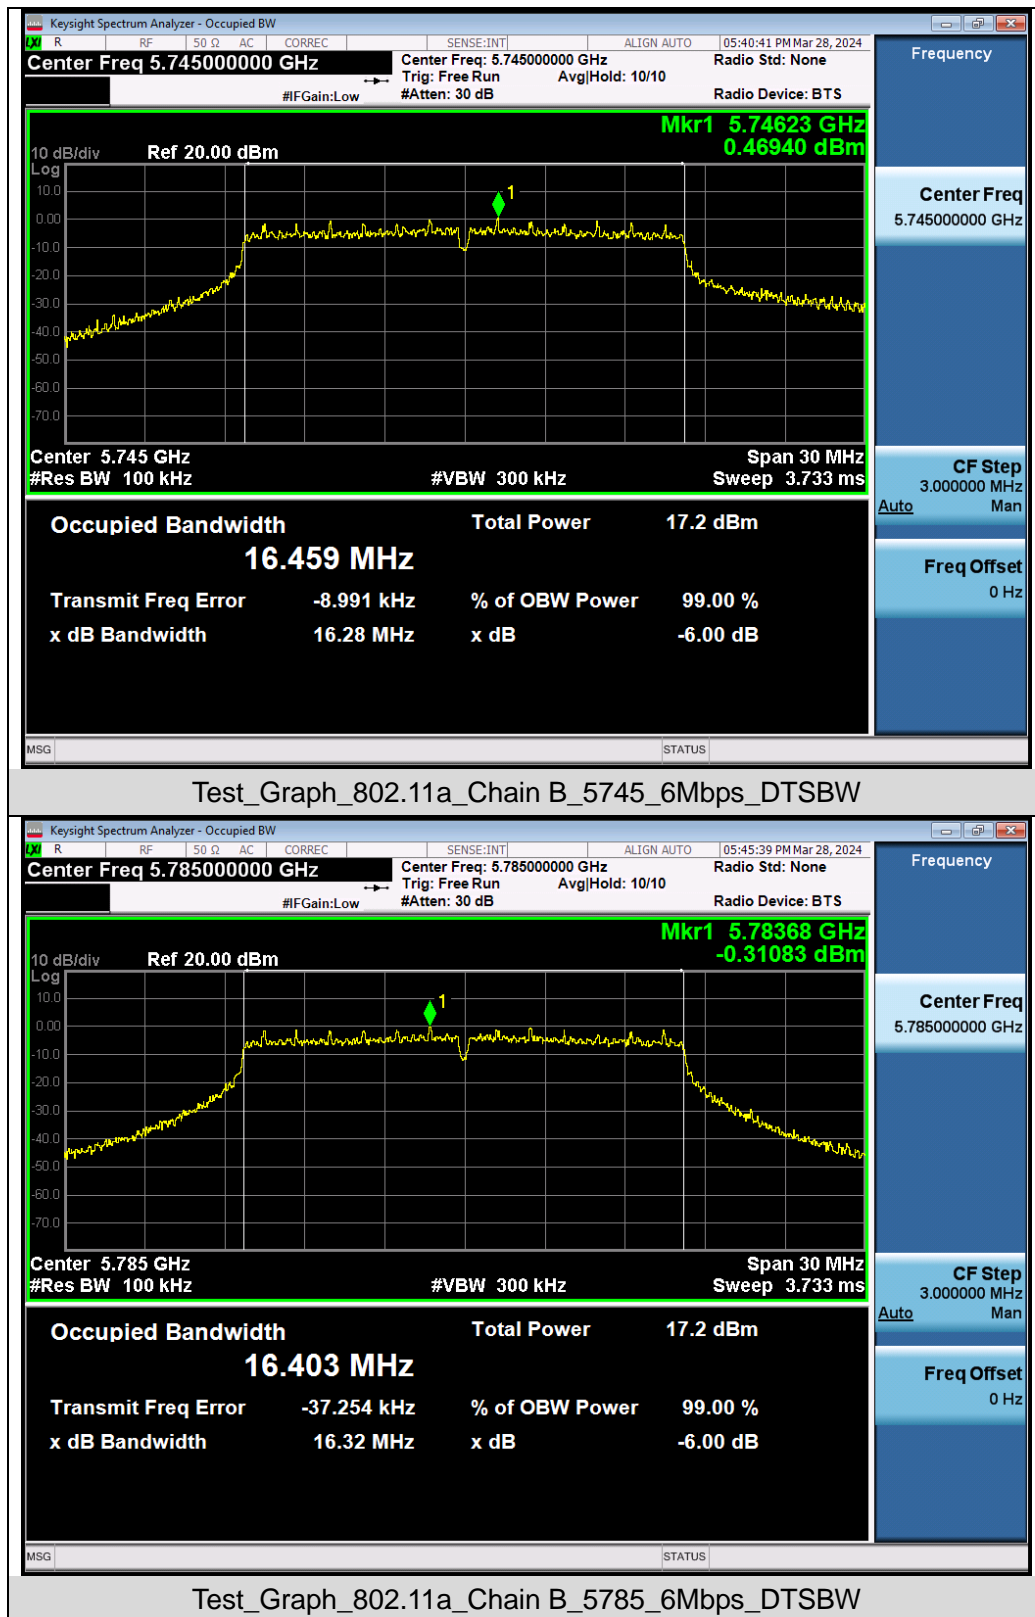 Keysight Spectrum Analyzer - Occupied BW
LXI R RF 50 Ω AC CORREC SENSE:INT ALIGN AUTO 05:40:41 PM Mar 28, 2024
Center Freq 5.745000000 GHz Center Freq: 5.745000000 GHz Radio Std: None
Trig: Free Run Avg|Hold: 10/10
#IFGain:Low #Atten: 30 dB Radio Device: BTS
Frequency
Mkr1 5.74623 GHz
0.46940 dBm
10 dB/div Ref 20.00 dBm
Log
10.0
0.00
-10.0
-20.0
-30.0
-40.0
-50.0
-60.0
-70.0
1
Center 5.745 GHz Span 30 MHz
#Res BW 100 kHz #VBW 300 kHz Sweep 3.733 ms
Center Freq
5.745000000 GHz
CF Step
3.000000 MHz
Auto Man
Freq Offset
0 Hz
Occupied Bandwidth Total Power 17.2 dBm
16.459 MHz
Transmit Freq Error -8.991 kHz % of OBW Power 99.00 %
x dB Bandwidth 16.28 MHz x dB -6.00 dB
MSG STATUS
Test_Graph_802.11a_Chain B_5745_6Mbps_DTSBW
Keysight Spectrum Analyzer - Occupied BW
LXI R RF 50 Ω AC CORREC SENSE:INT ALIGN AUTO 05:45:39 PM Mar 28, 2024
Center Freq 5.785000000 GHz Center Freq: 5.785000000 GHz Radio Std: None
Trig: Free Run Avg|Hold: 10/10
#IFGain:Low #Atten: 30 dB Radio Device: BTS
Frequency
Mkr1 5.78368 GHz
-0.31083 dBm
10 dB/div Ref 20.00 dBm
Log
10.0
0.00
-10.0
-20.0
-30.0
-40.0
-50.0
-60.0
-70.0
1
Center 5.785 GHz Span 30 MHz
#Res BW 100 kHz #VBW 300 kHz Sweep 3.733 ms
Center Freq
5.785000000 GHz
CF Step
3.000000 MHz
Auto Man
Freq Offset
0 Hz
Occupied Bandwidth Total Power 17.2 dBm
16.403 MHz
Transmit Freq Error -37.254 kHz % of OBW Power 99.00 %
x dB Bandwidth 16.32 MHz x dB -6.00 dB
MSG STATUS
Test_Graph_802.11a_Chain B_5785_6Mbps_DTSBW